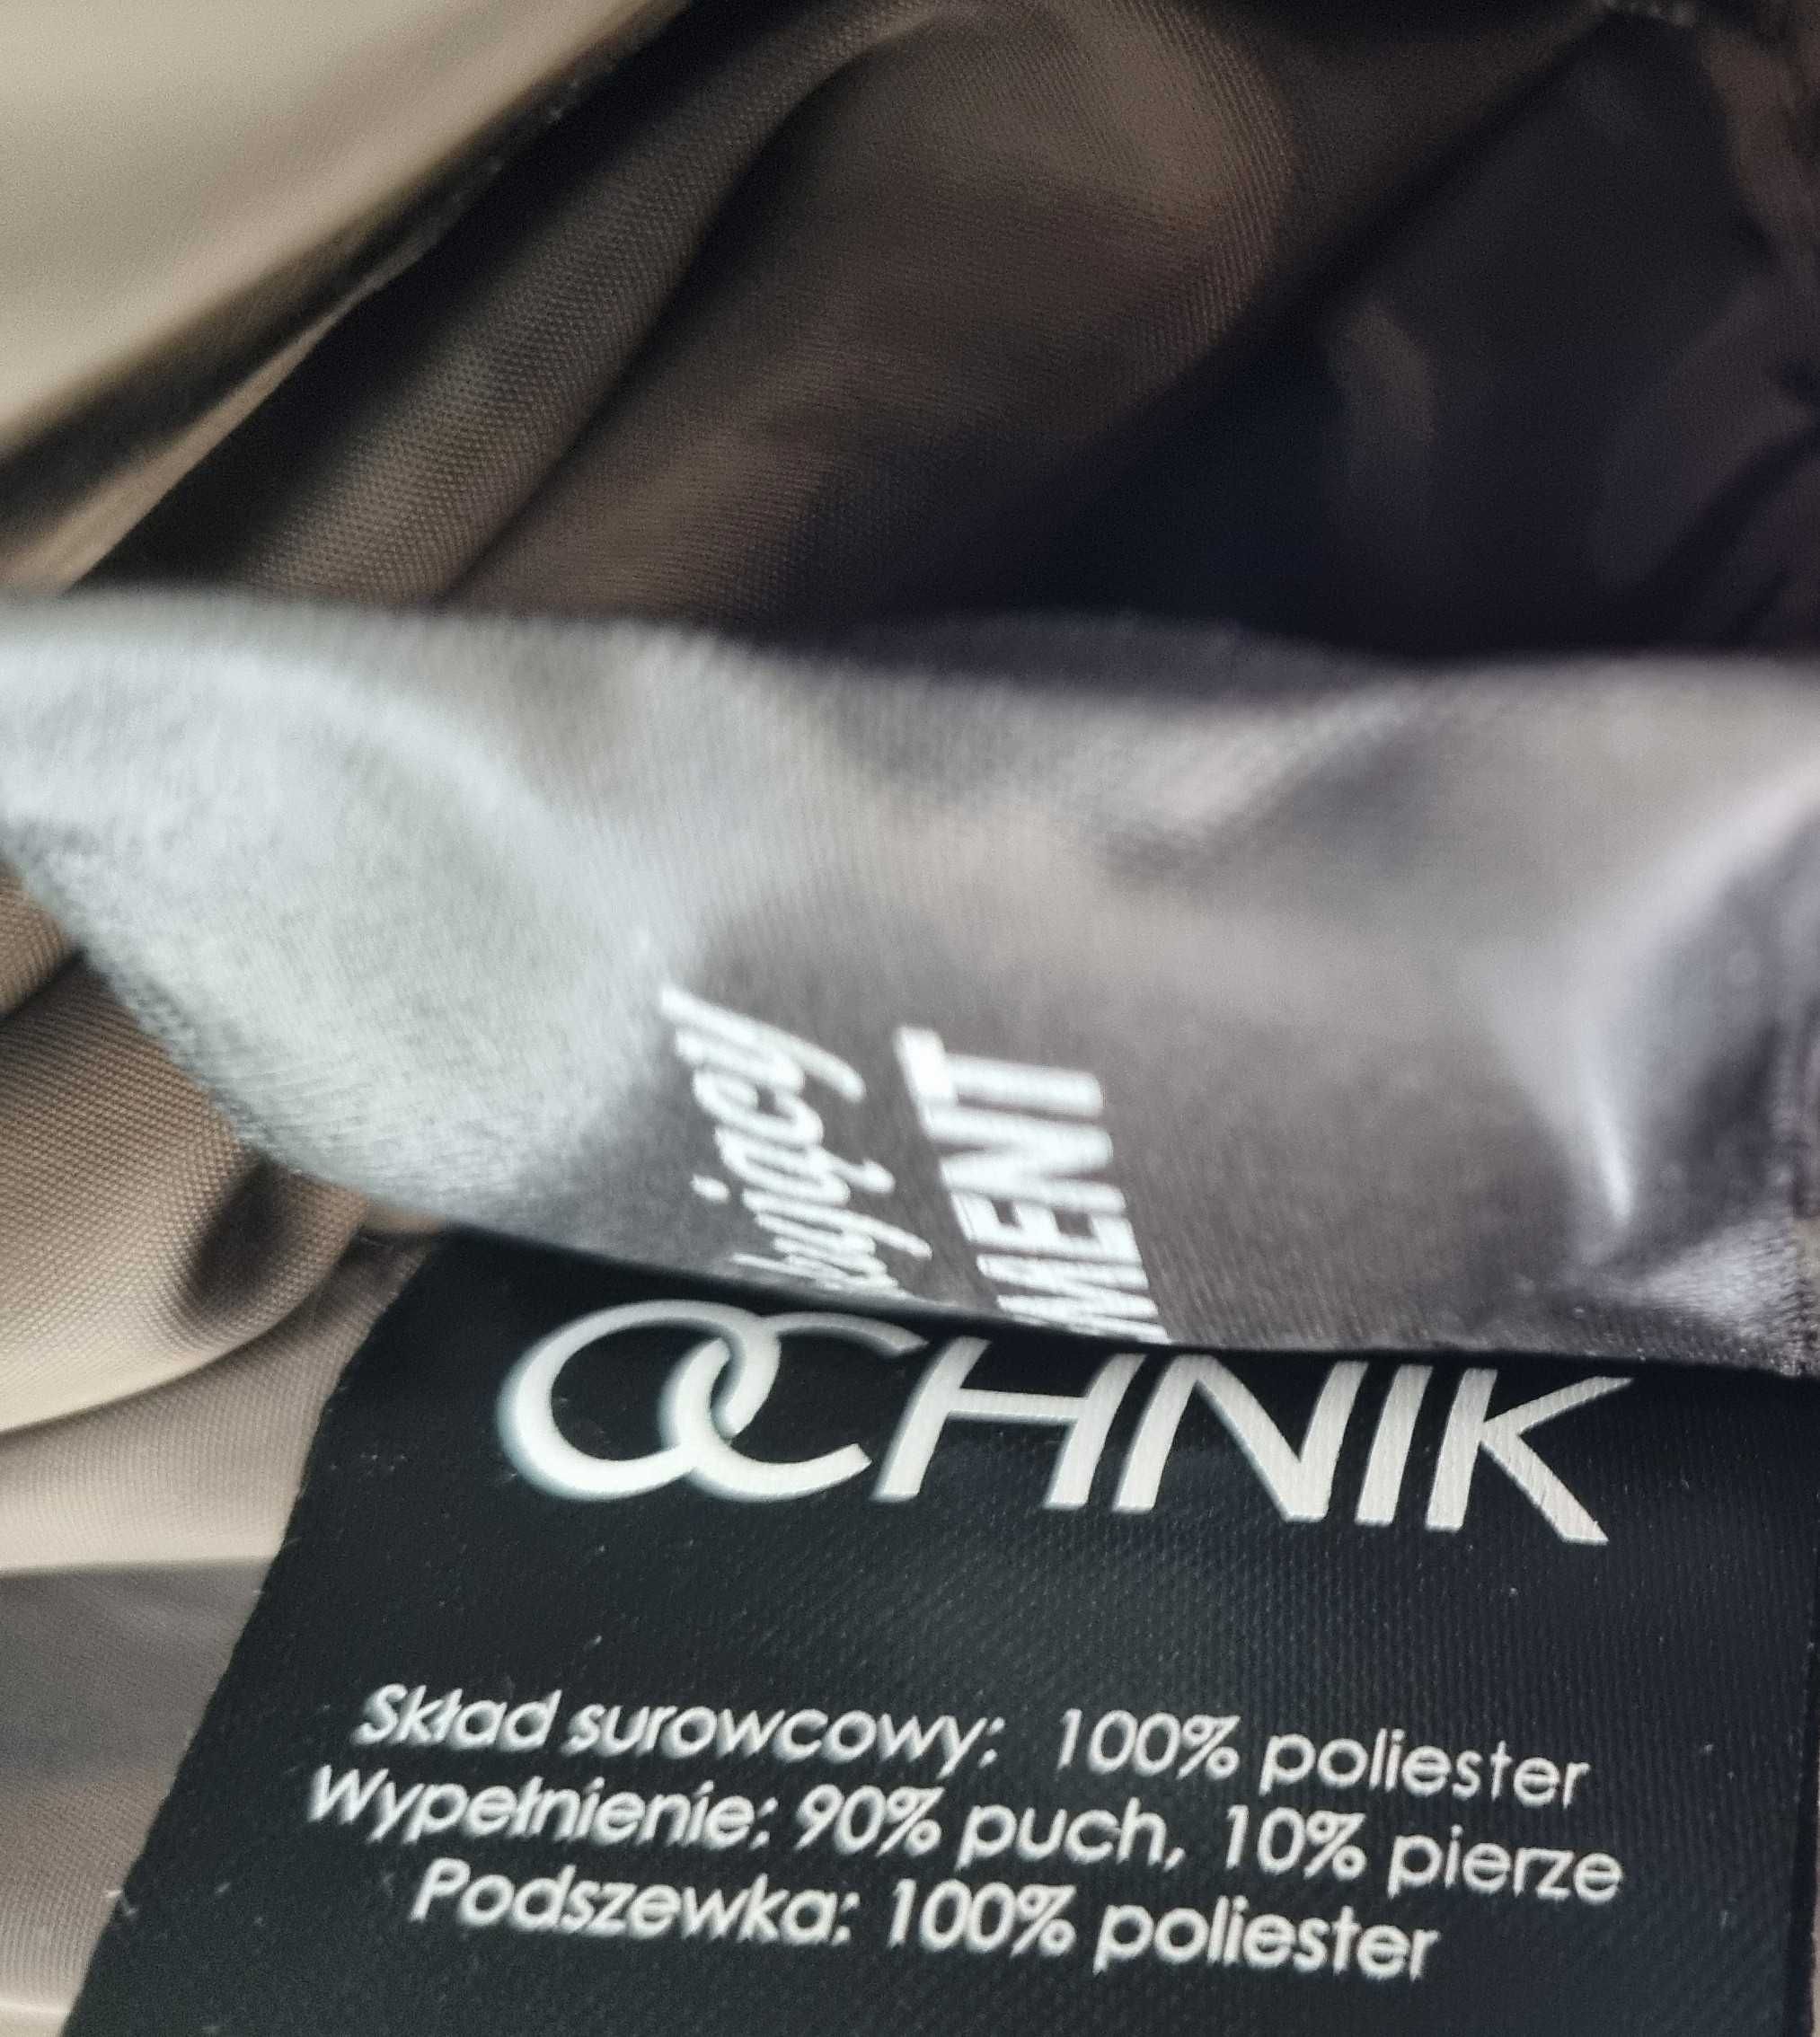 OCHNIK
Skład surowcowy: 100% poliester
Wypełnienie: 90% puch, 10% pierze
Podszewka: 100% poliester